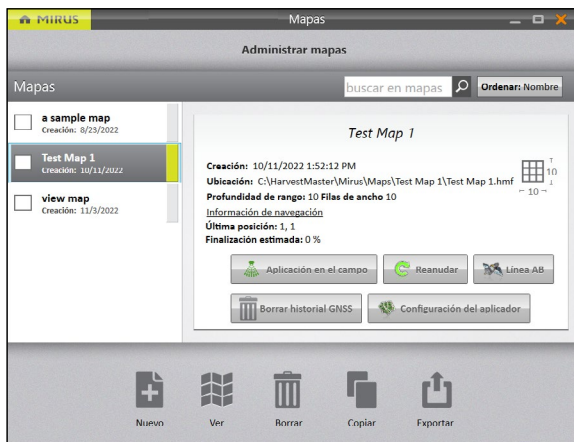 MIRUS
Mapas
Administrar mapas
Mapas
buscar en mapas
Ordenar: Nombre
a sample map
Creación: 8/23/2022
Test Map 1
Creación: 10/11/2022
view map
Creación: 11/3/2022
Test Map 1
Creación: 10/11/2022 1:52:12 PM
Ubicación: C:\HarvestMaster\Mirus\Maps\Test Map 1\Test Map 1.hmf
Profundidad de rango: 10 Filas de ancho 10
10
10
Información de navegación
Última posición: 1, 1
Finalización estimada: 0 %
Aplicación en el campo
Reanudar
Línea AB
Borrar historial GNSS
Configuración del aplicador
Nuevo
Ver
Borrar
Copiar
Exportar